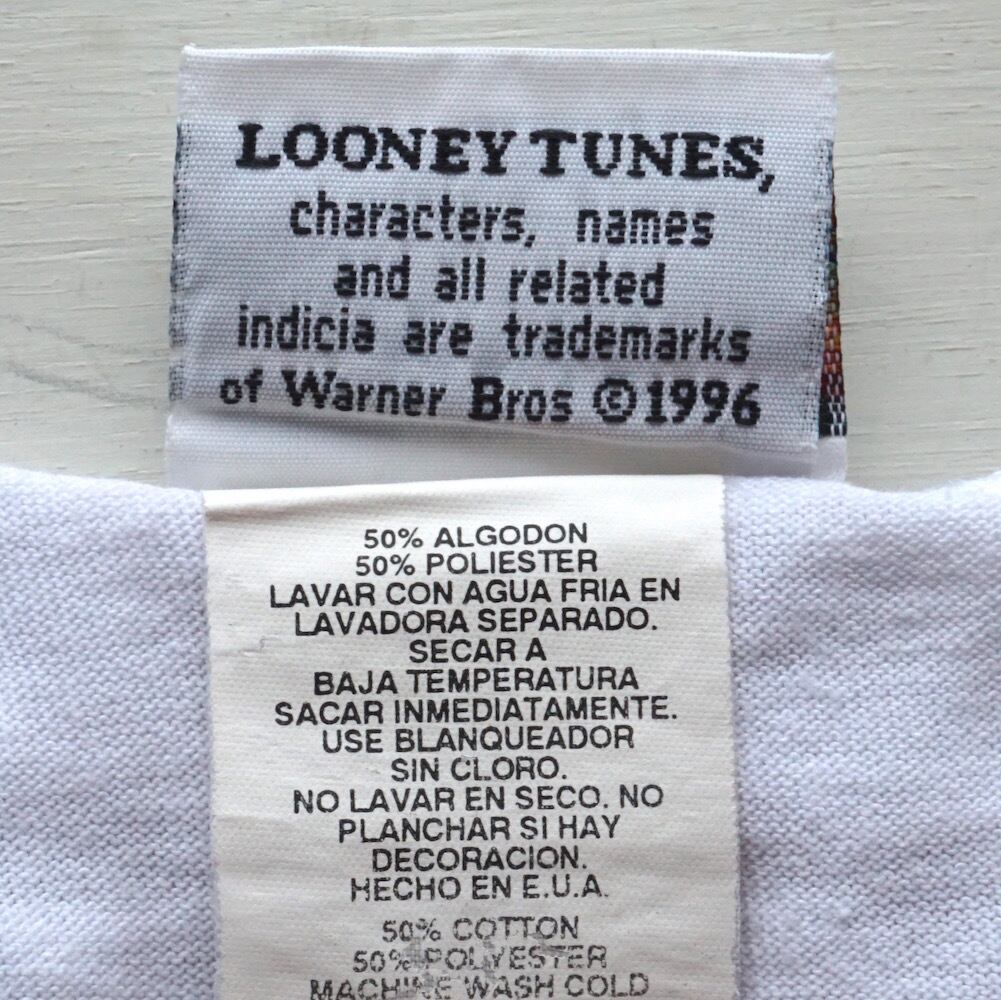 LOONEY TUNES,
characters, names
and all related
indicia are trademarks
of Warner Bros ©1996
50% ALGODON
50% POLIESTER
LAVAR CON AGUA FRIA EN
LAVADORA SEPARADO.
SECAR A
BAJA TEMPERATURA
SACAR INMEDIATAMENTE.
USE BLANQUEADOR
SIN CLORO.
NO LAVAR EN SECO. NO
PLANCHAR SI HAY
DECORACION.
HECHO EN E.U.A.
50% COTTON
50% POLYESTER
MACHINE WASH COLD